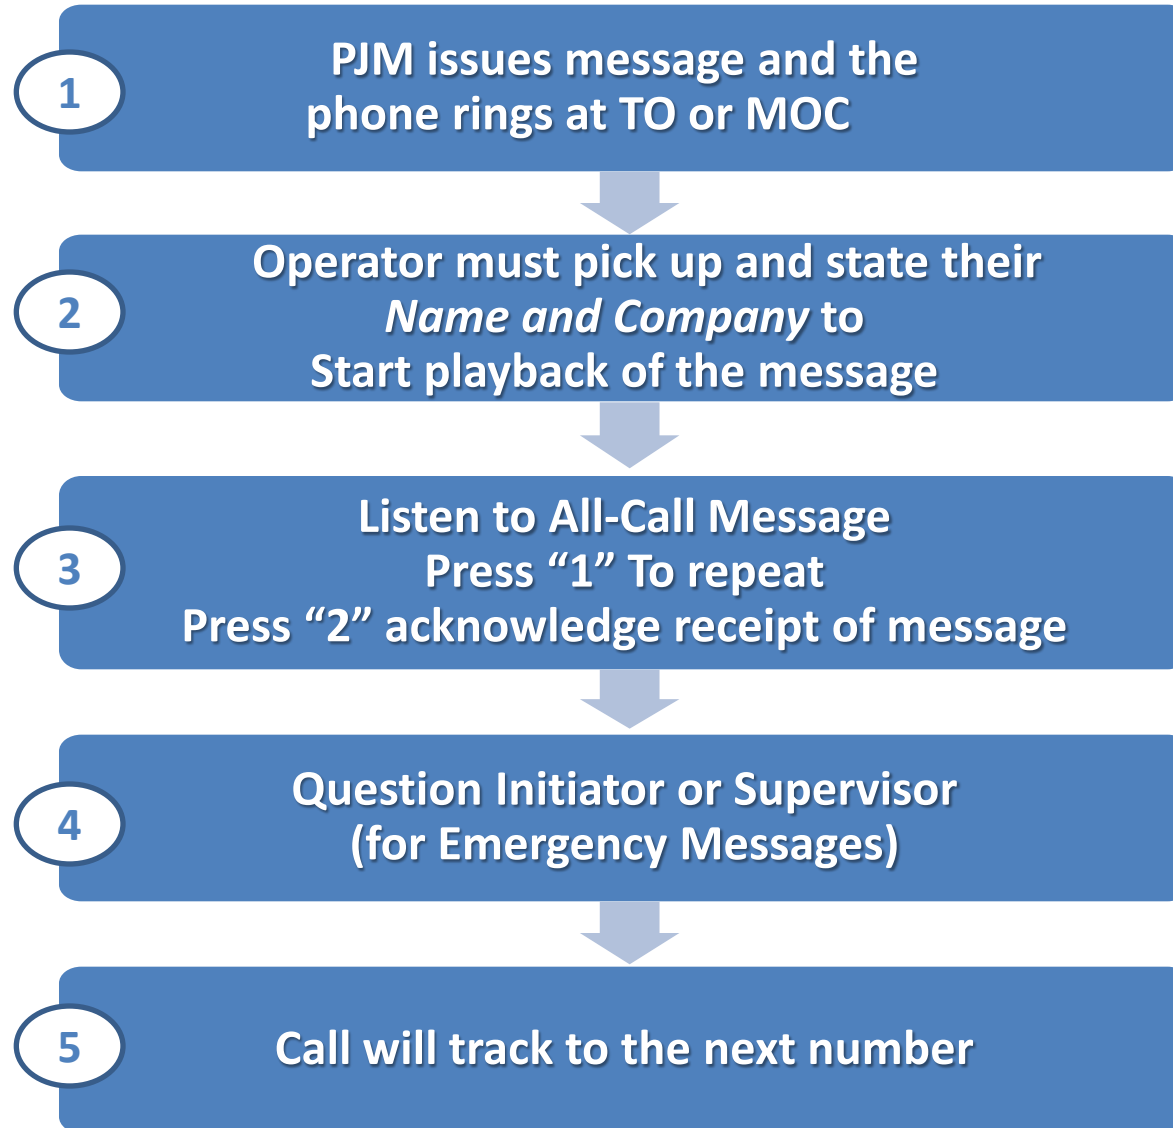 1
PJM issues message and the
phone rings at TO or MOC
2
Operator must pick up and state their
Name and Company to
Start playback of the message
3
Listen to All-Call Message
Press “1” To repeat
Press “2” acknowledge receipt of message
4
Question Initiator or Supervisor
(for Emergency Messages)
5
Call will track to the next number